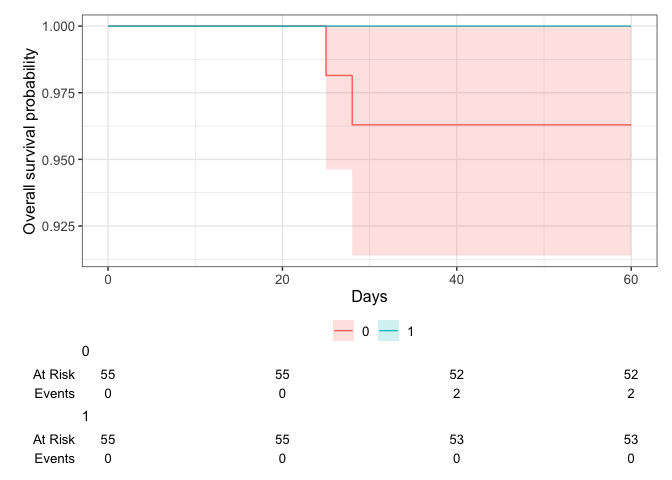 1.000
0.975
0.950
0.925
Overall survival probability
0 20 40 60
Days
0 1
0
At Risk 55 55 52 52
Events 0 0 2 2
1
At Risk 55 55 53 53
Events 0 0 0 0